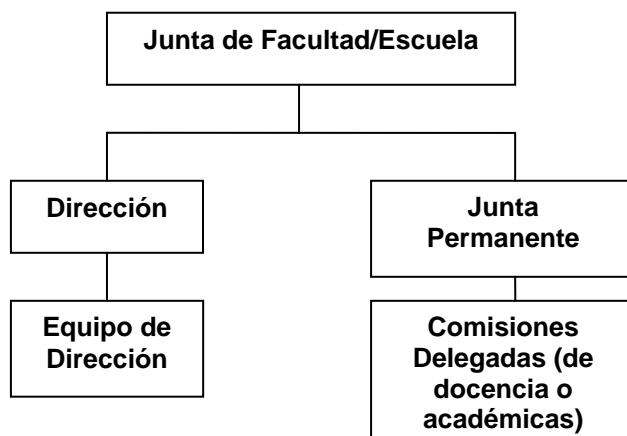 Junta de Facultad/Escuela
Dirección
Junta
Permanente
Equipo de
Dirección
Comisiones
Delegadas (de
docencia o
académicas)